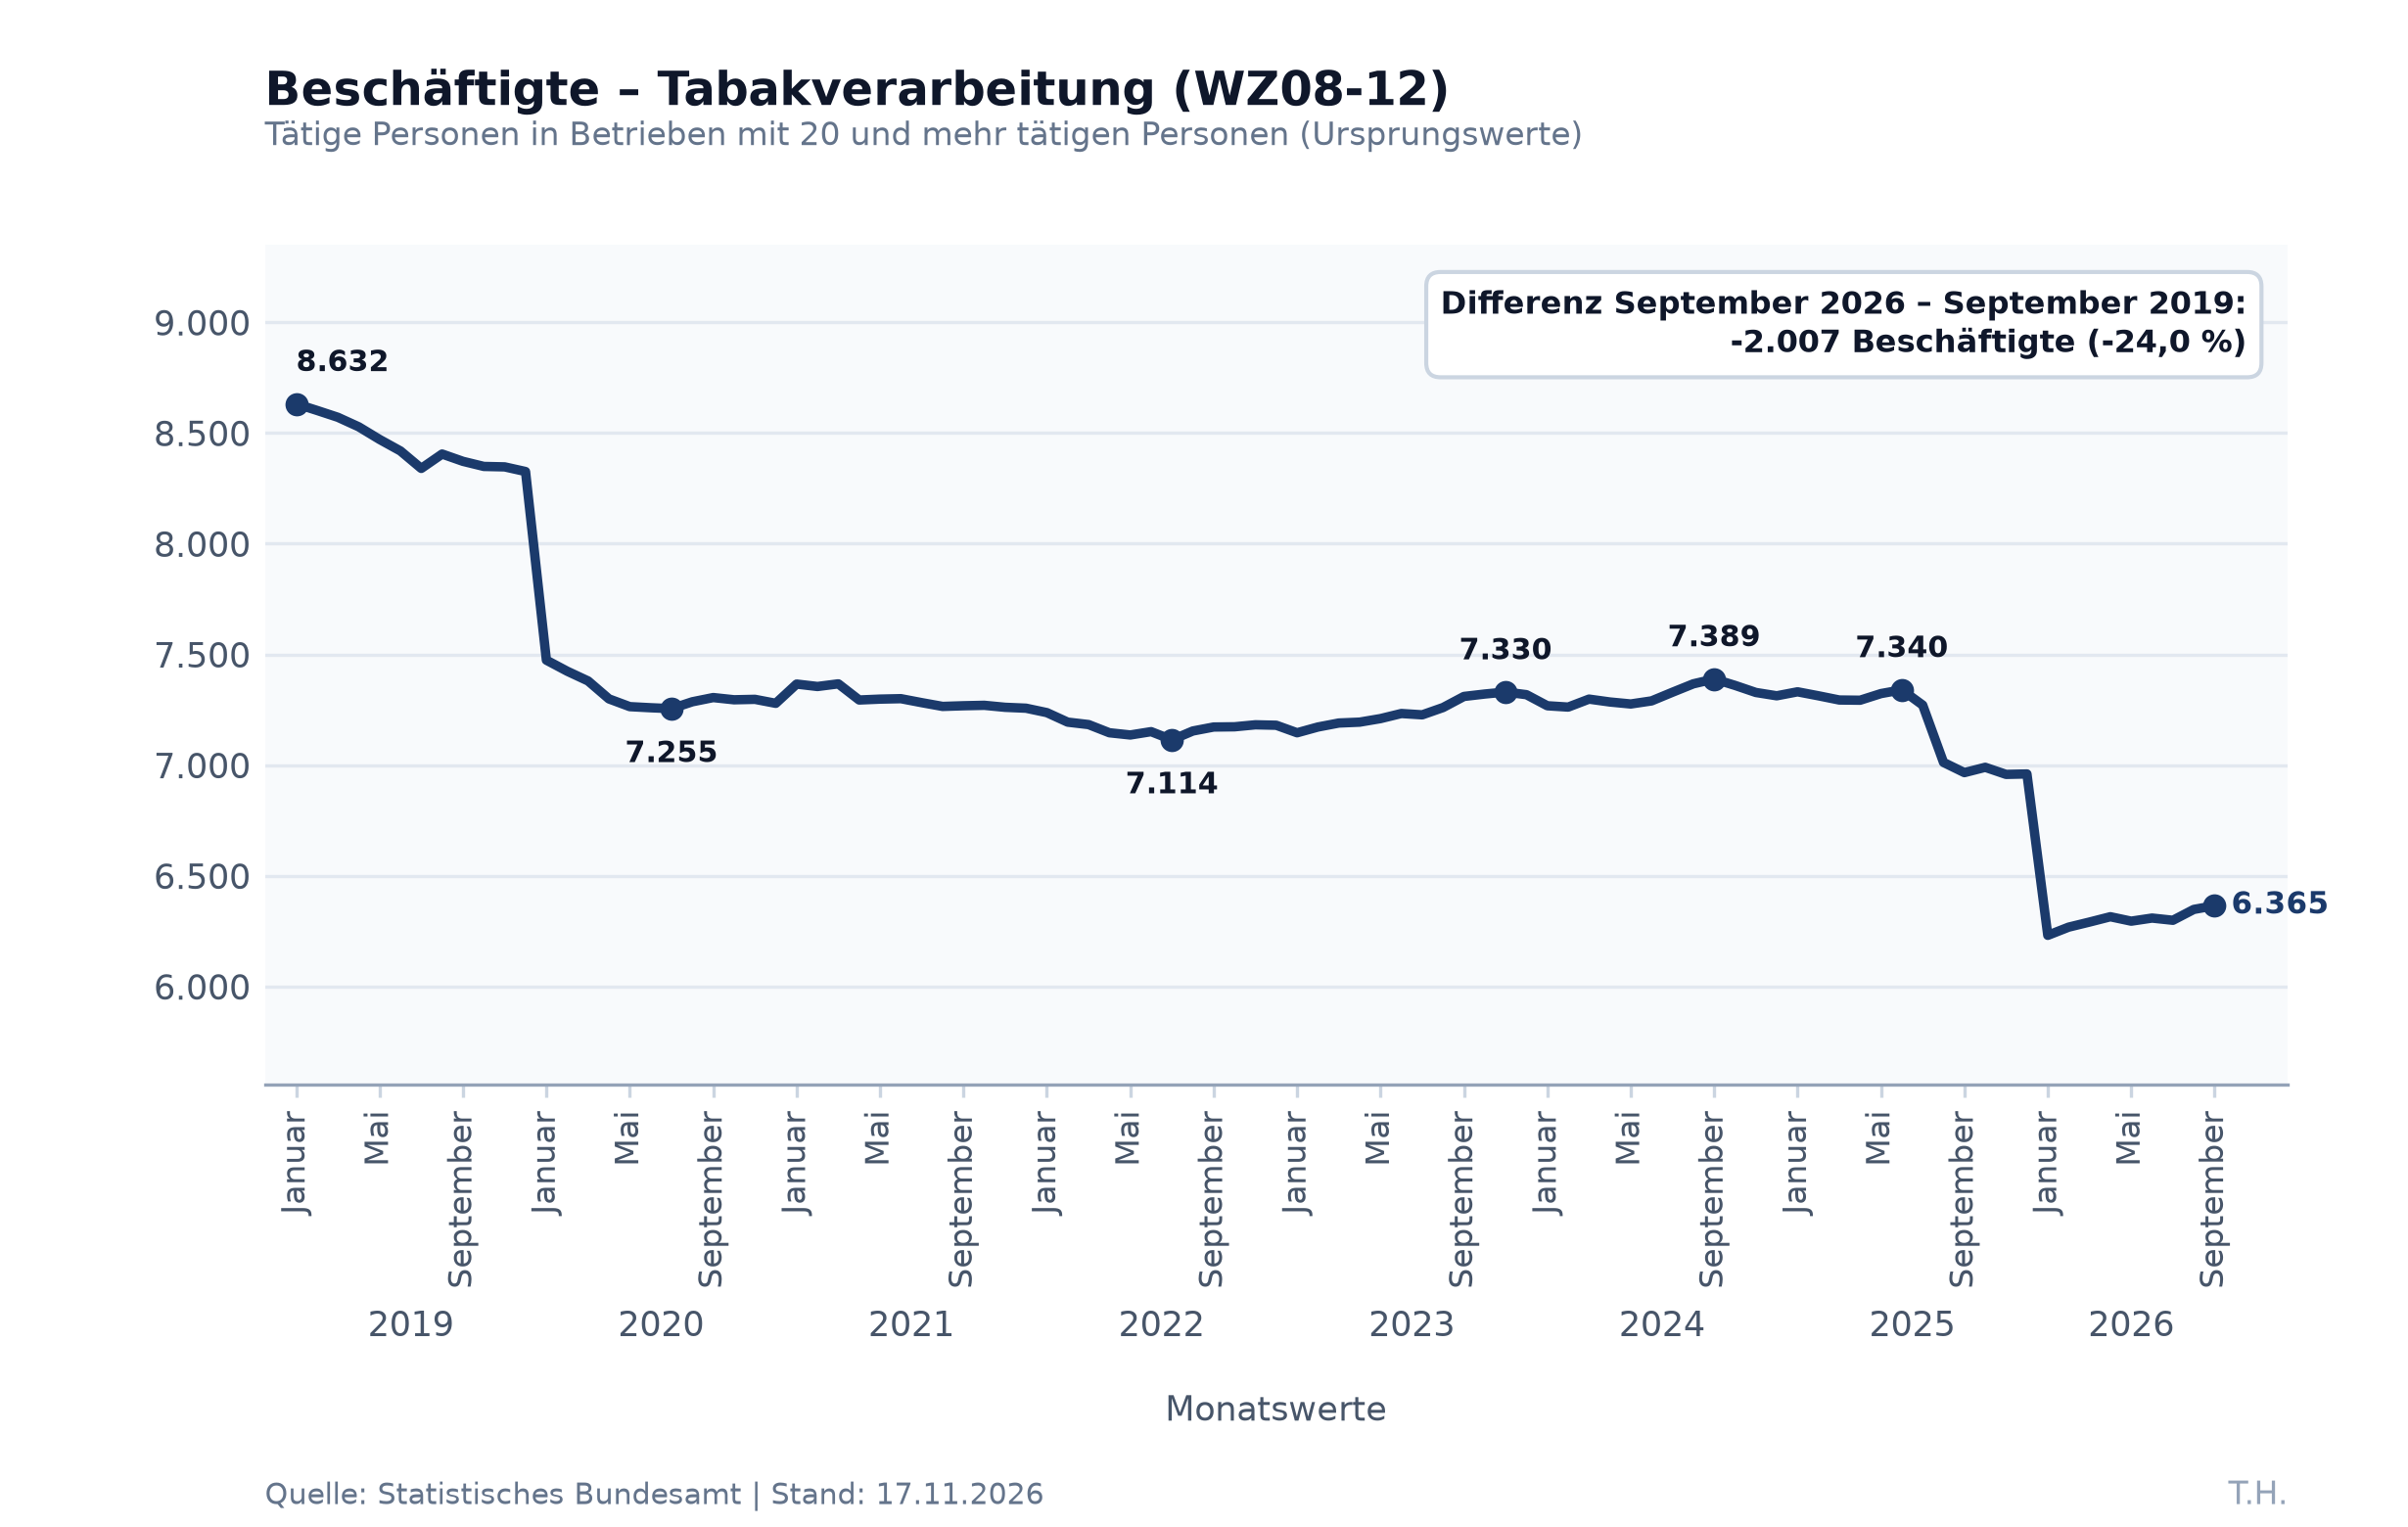 Beschäftigte – Tabakverarbeitung (WZ08-12)
Tätige Personen in Betrieben mit 20 und mehr tätigen Personen (Ursprungswerte)
Differenz September 2026 – September 2019:
-2.007 Beschäftigte (-24,0 %)
9.000
8.500
8.000
7.500
7.000
6.500
6.000
8.632
7.255
7.114
7.330
7.389
7.340
6.365
Januar
Mai
September
Januar
Mai
September
Januar
Mai
September
Januar
Mai
September
Januar
Mai
September
Januar
Mai
September
Januar
Mai
September
Januar
Mai
September
2019
2020
2021
2022
2023
2024
2025
2026
Monatswerte
Quelle: Statistisches Bundesamt | Stand: 17.11.2026
T.H.